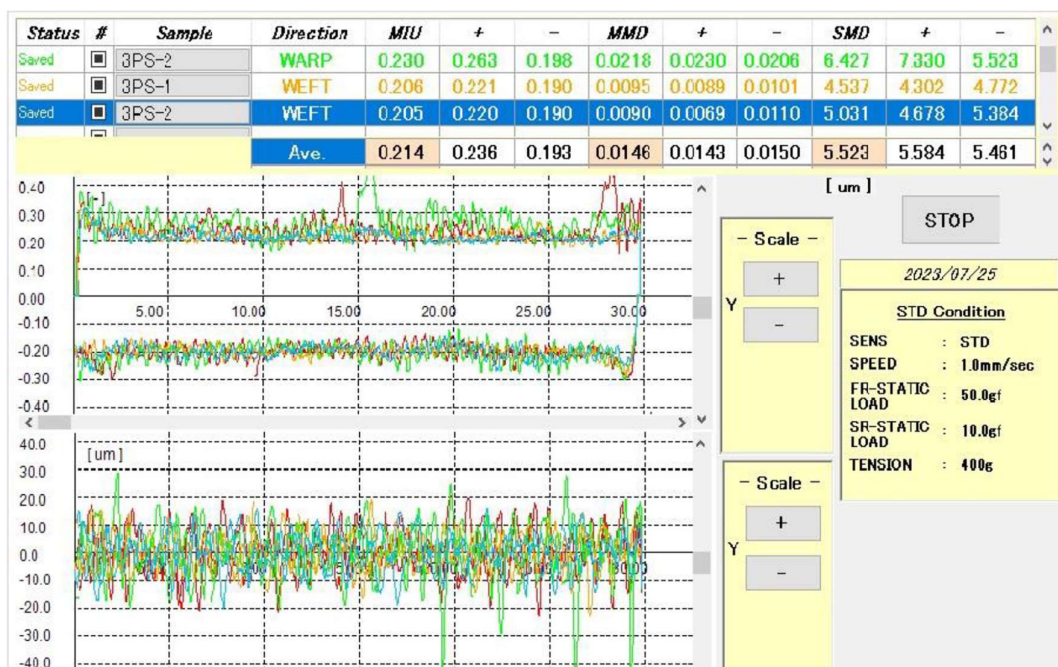 Status # Sample Direction MIU + - MMD + - SMD + -
Saved 3PS-2 WARP 0.230 0.263 0.198 0.0218 0.0230 0.0206 6.427 7.330 5.523
Saved 3PS-1 WEFT 0.206 0.221 0.190 0.0095 0.0089 0.0101 4.537 4.302 4.772
Saved 3PS-2 WEFT 0.205 0.220 0.190 0.0090 0.0069 0.0110 5.031 4.678 5.384
Ave. 0.214 0.236 0.193 0.0146 0.0143 0.0150 5.523 5.584 5.461
[ um ]
0.40
[-]
0.30
0.20
0.10
0.00
5.00 10.00 15.00 20.00 25.00 30.00
-0.10
-0.20
-0.30
-0.40
40.0
[um]
30.0
20.0
10.0
0.0
30.00
-10.0
-20.0
-30.0
-40.0
- Scale -
+
Y
-
- Scale -
+
Y
-
STOP
2023/07/25
STD Condition
SENS : STD
SPEED : 1.0mm/sec
FR-STATIC
LOAD : 50.0gf
SR-STATIC
LOAD : 10.0gf
TENSION : 400g